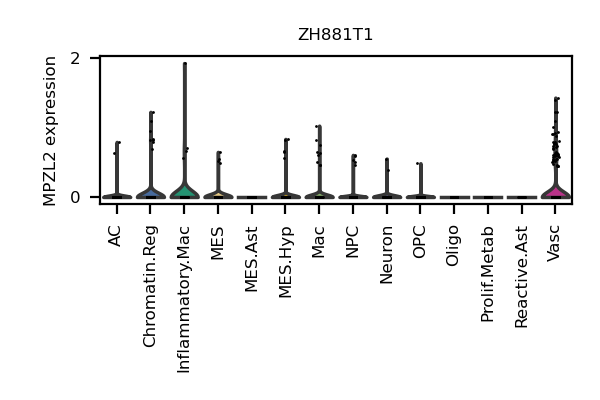 ZH881T1
MPZL2 expression
2
0
AC
Chromatin.Reg
Inflammatory.Mac
MES
MES.Ast
MES.Hyp
Mac
NPC
Neuron
OPC
Oligo
Prolif.Metab
Reactive.Ast
Vasc